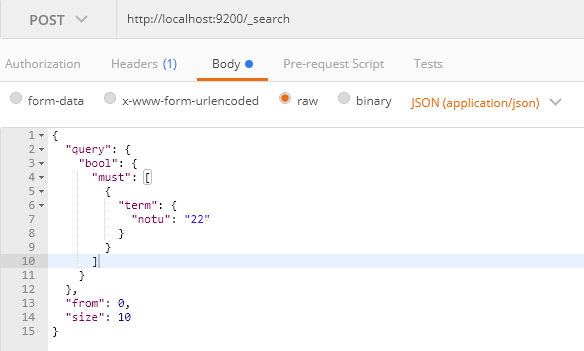 POST http://localhost:9200/_search
Authorization Headers (1) Body Pre-request Script Tests
form-data x-www-form-urlencoded raw binary JSON (application/json)
1 {
2 "query": {
3 "bool": {
4 "must": [
5 {
6 "term": {
7 "notu": "22"
8 }
9 }
10 ]
11 }
12 },
13 "from": 0,
14 "size": 10
15 }